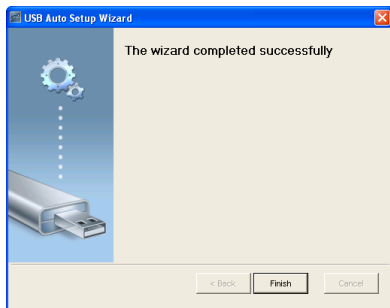 USB Auto Setup Wizard
The wizard completed successfully
< Back
Finish
Cancel